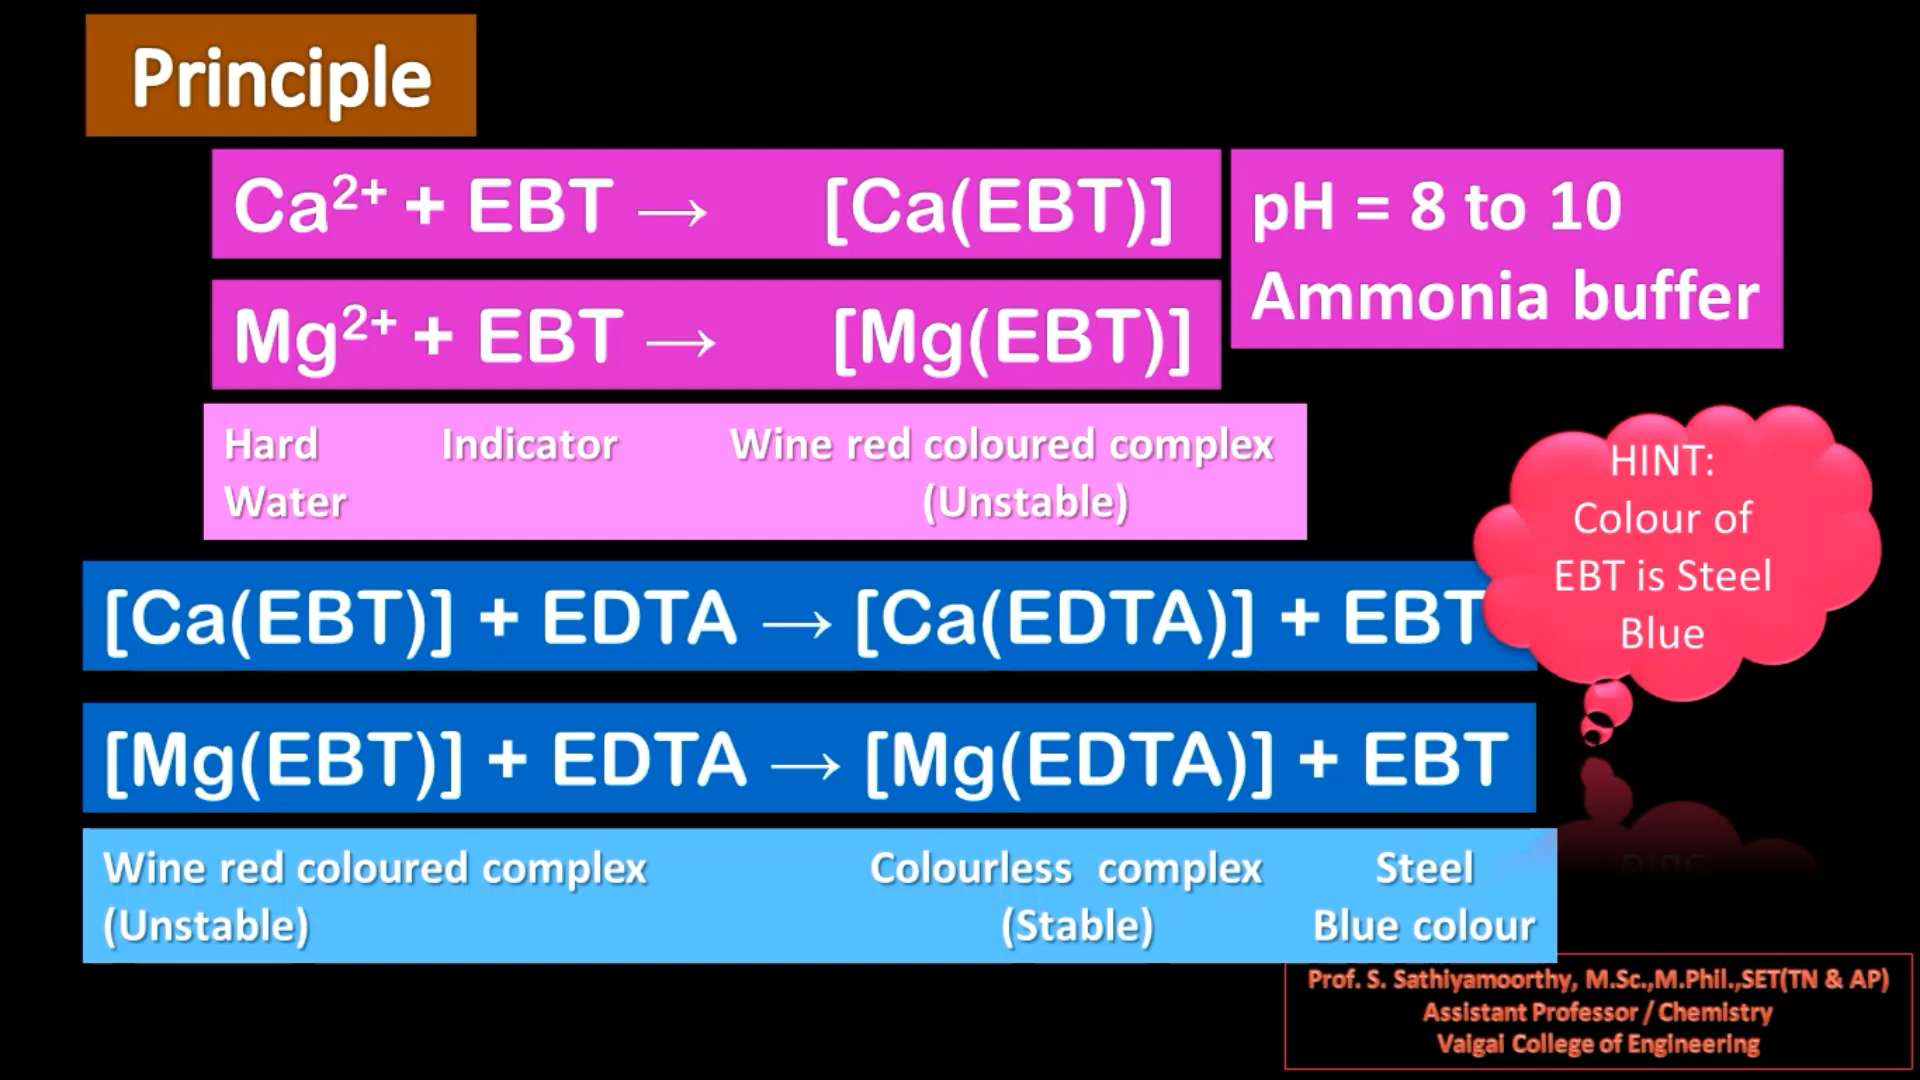 Principle
Ca²⁺ + EBT → [Ca(EBT)]
pH = 8 to 10
Ammonia buffer
Mg²⁺ + EBT → [Mg(EBT)]
Hard Indicator Wine red coloured complex
Water (Unstable)
HINT:
Colour of
EBT is Steel
Blue
[Ca(EBT)] + EDTA → [Ca(EDTA)] + EBT
[Mg(EBT)] + EDTA → [Mg(EDTA)] + EBT
Wine red coloured complex Colourless complex Steel
(Unstable) (Stable) Blue colour
Prof. S. Sathiyamoorthy, M.Sc.,M.Phil.,SET(TN & AP)
Assistant Professor / Chemistry
Vaigai College of Engineering